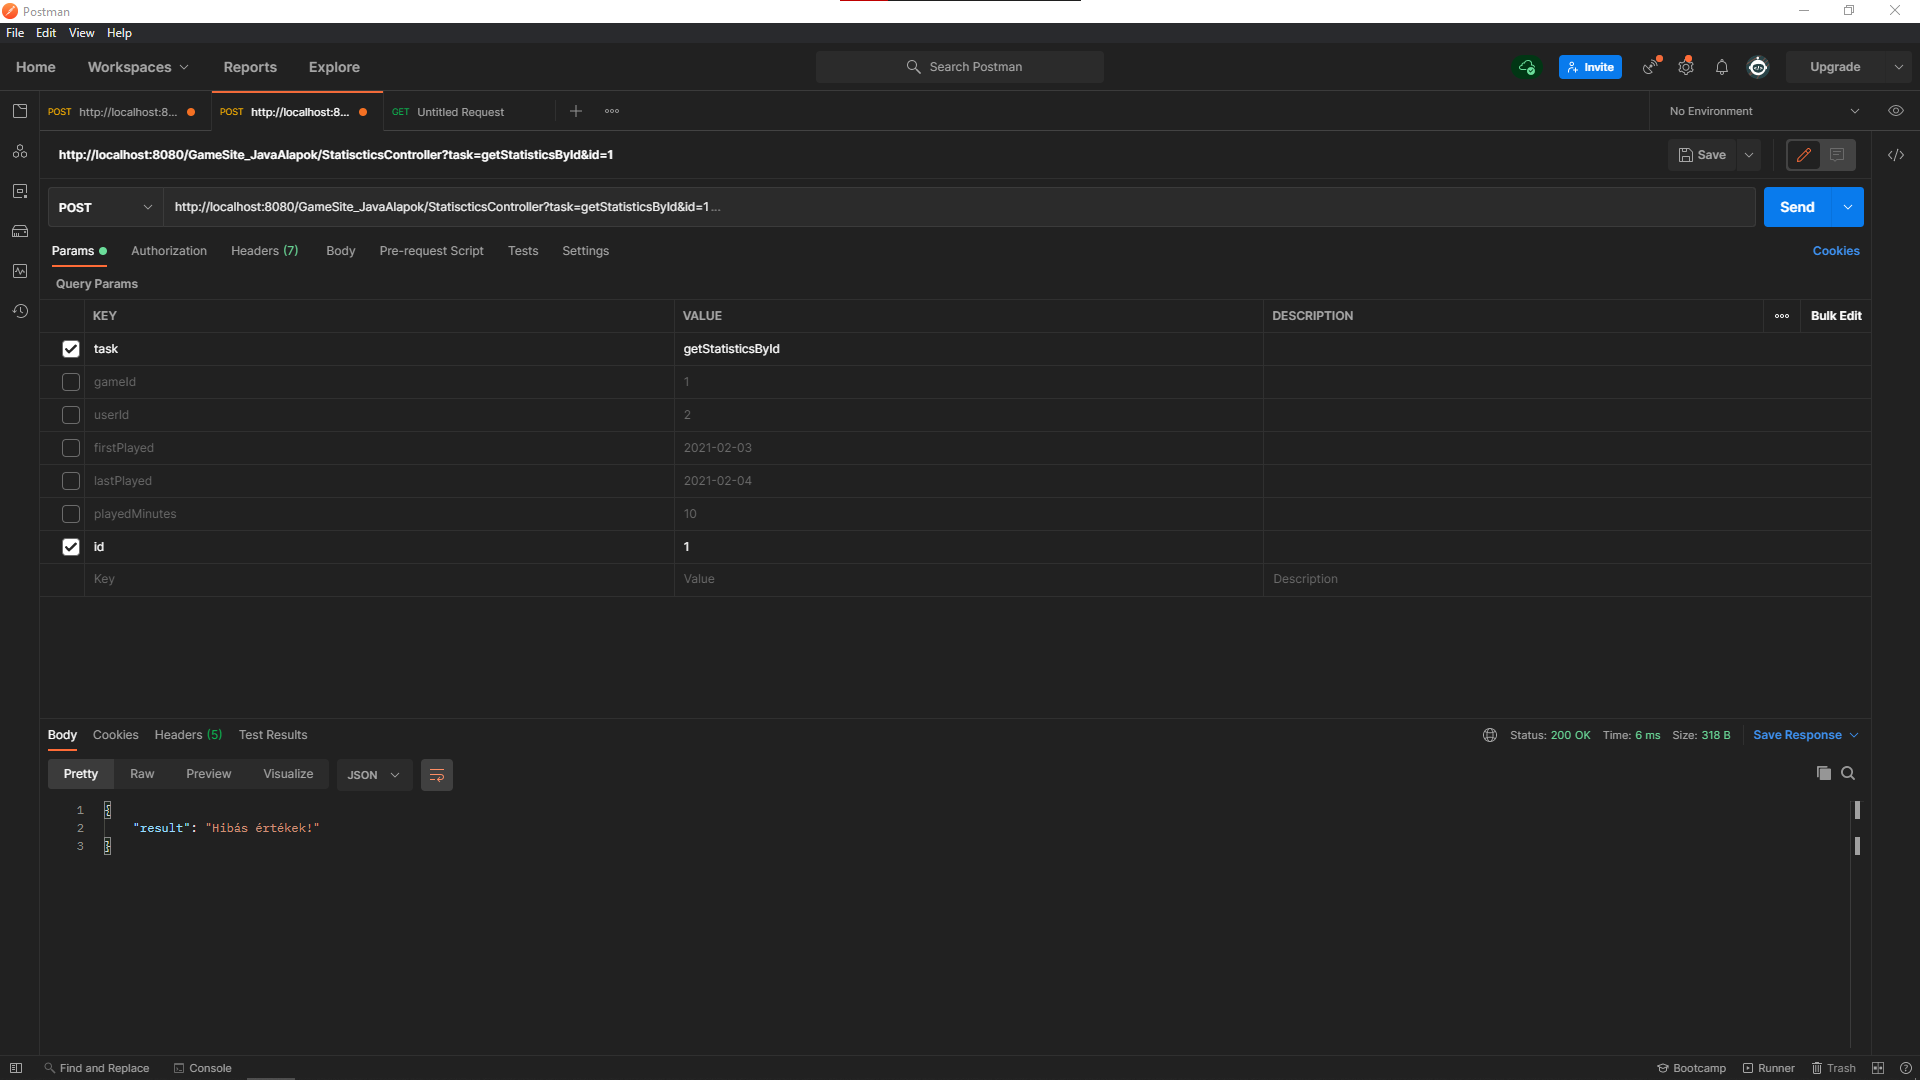 Postman
File Edit View Help
Home Workspaces Reports Explore Search Postman Invite Upgrade
POST http://localhost:8... POST http://localhost:8... GET Untitled Request No Environment
http://localhost:8080/GameSite_JavaAlapok/StatiscticsController?task=getStatisticsById&id=1 Save
POST http://localhost:8080/GameSite_JavaAlapok/StatiscticsController?task=getStatisticsById&id=1... Send
Params Authorization Headers (7) Body Pre-request Script Tests Settings Cookies
Query Params
KEY VALUE DESCRIPTION Bulk Edit
task getStatisticsById
gameId 1
userId 2
firstPlayed 2021-02-03
lastPlayed 2021-02-04
playedMinutes 10
id 1
Key Value Description
Body Cookies Headers (5) Test Results Status: 200 OK Time: 6 ms Size: 318 B Save Response
Pretty Raw Preview Visualize JSON
1 {
2 "result": "Hibás értékek!"
3 }
Find and Replace Console Bootcamp Runner Trash